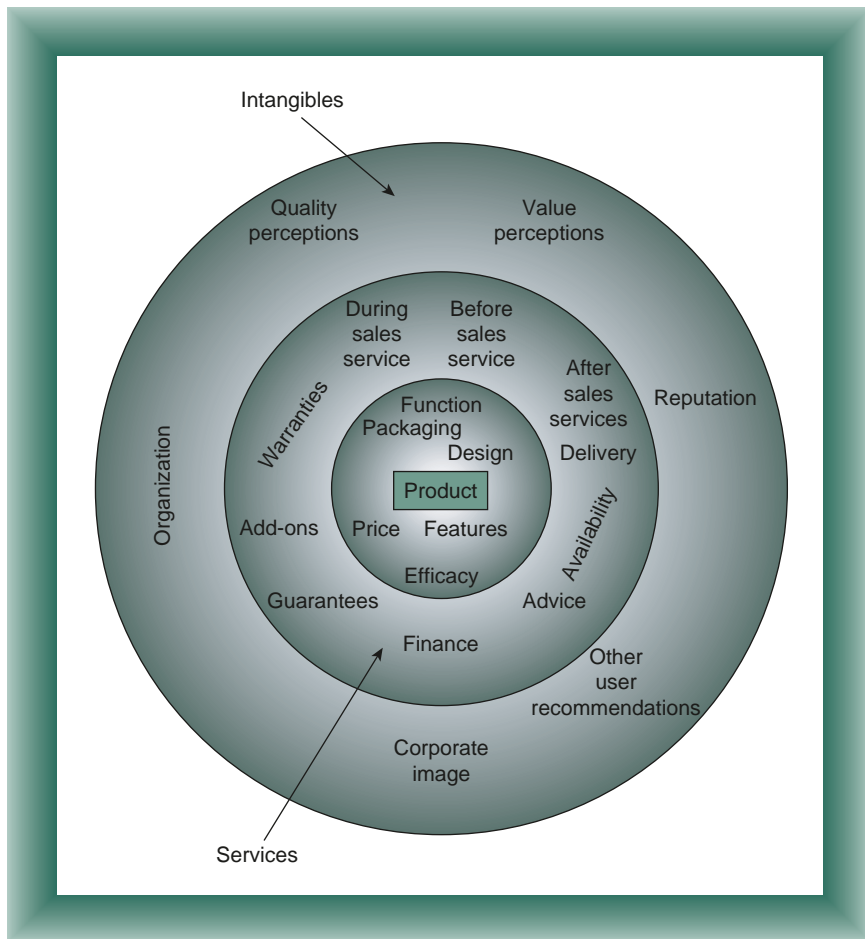 Intangibles
Quality
perceptions
Value
perceptions
During
sales
service
Before
sales
service
After
sales
services
Warranties
Function
Packaging
Design
Reputation
Organization
Delivery
Product
Add-ons
Price
Features
Availability
Efficacy
Guarantees
Advice
Finance
Other
user
recommendations
Corporate
image
Services